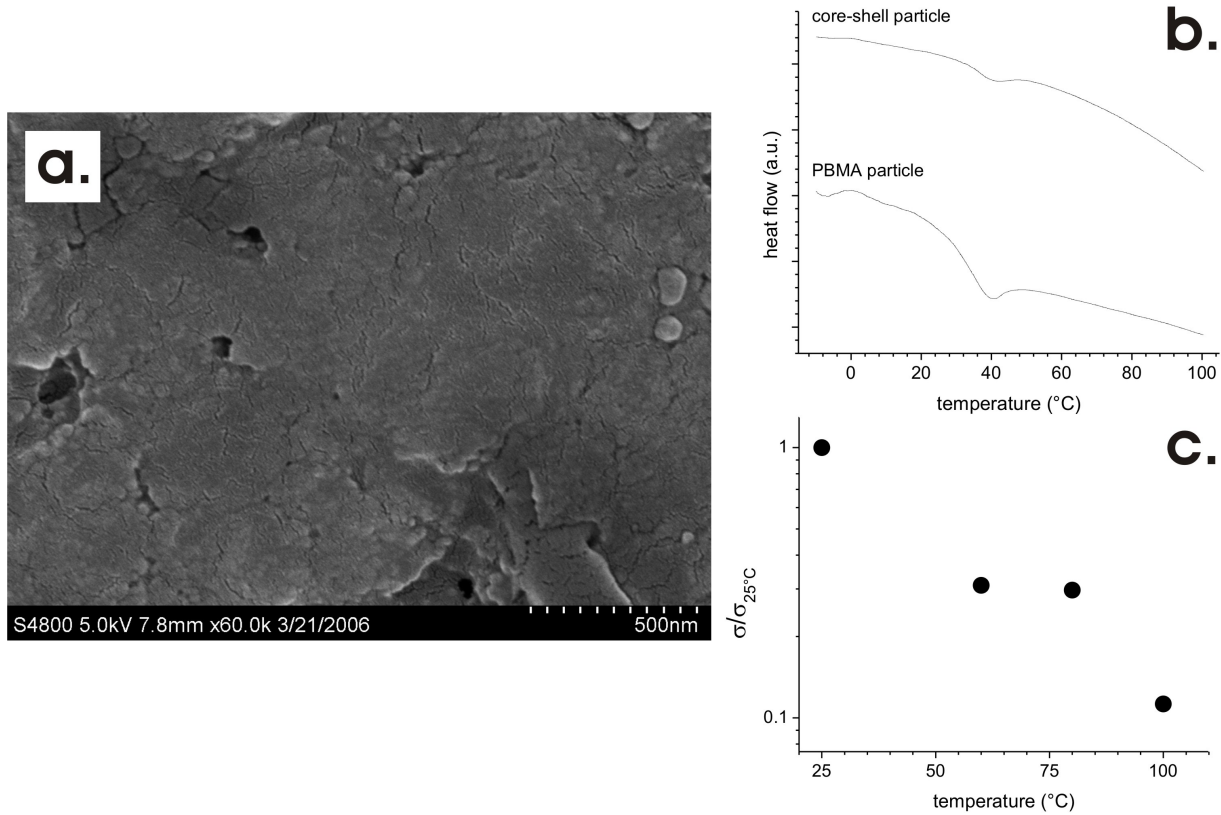 a.
S4800 5.0kV 7.8mm x60.0k 3/21/2006 500nm
b.
core-shell particle
PBMA particle
heat flow (a.u.)
0 20 40 60 80 100
temperature (°C)
c.
1
0.1
σ/σ25°C
25 50 75 100
temperature (°C)